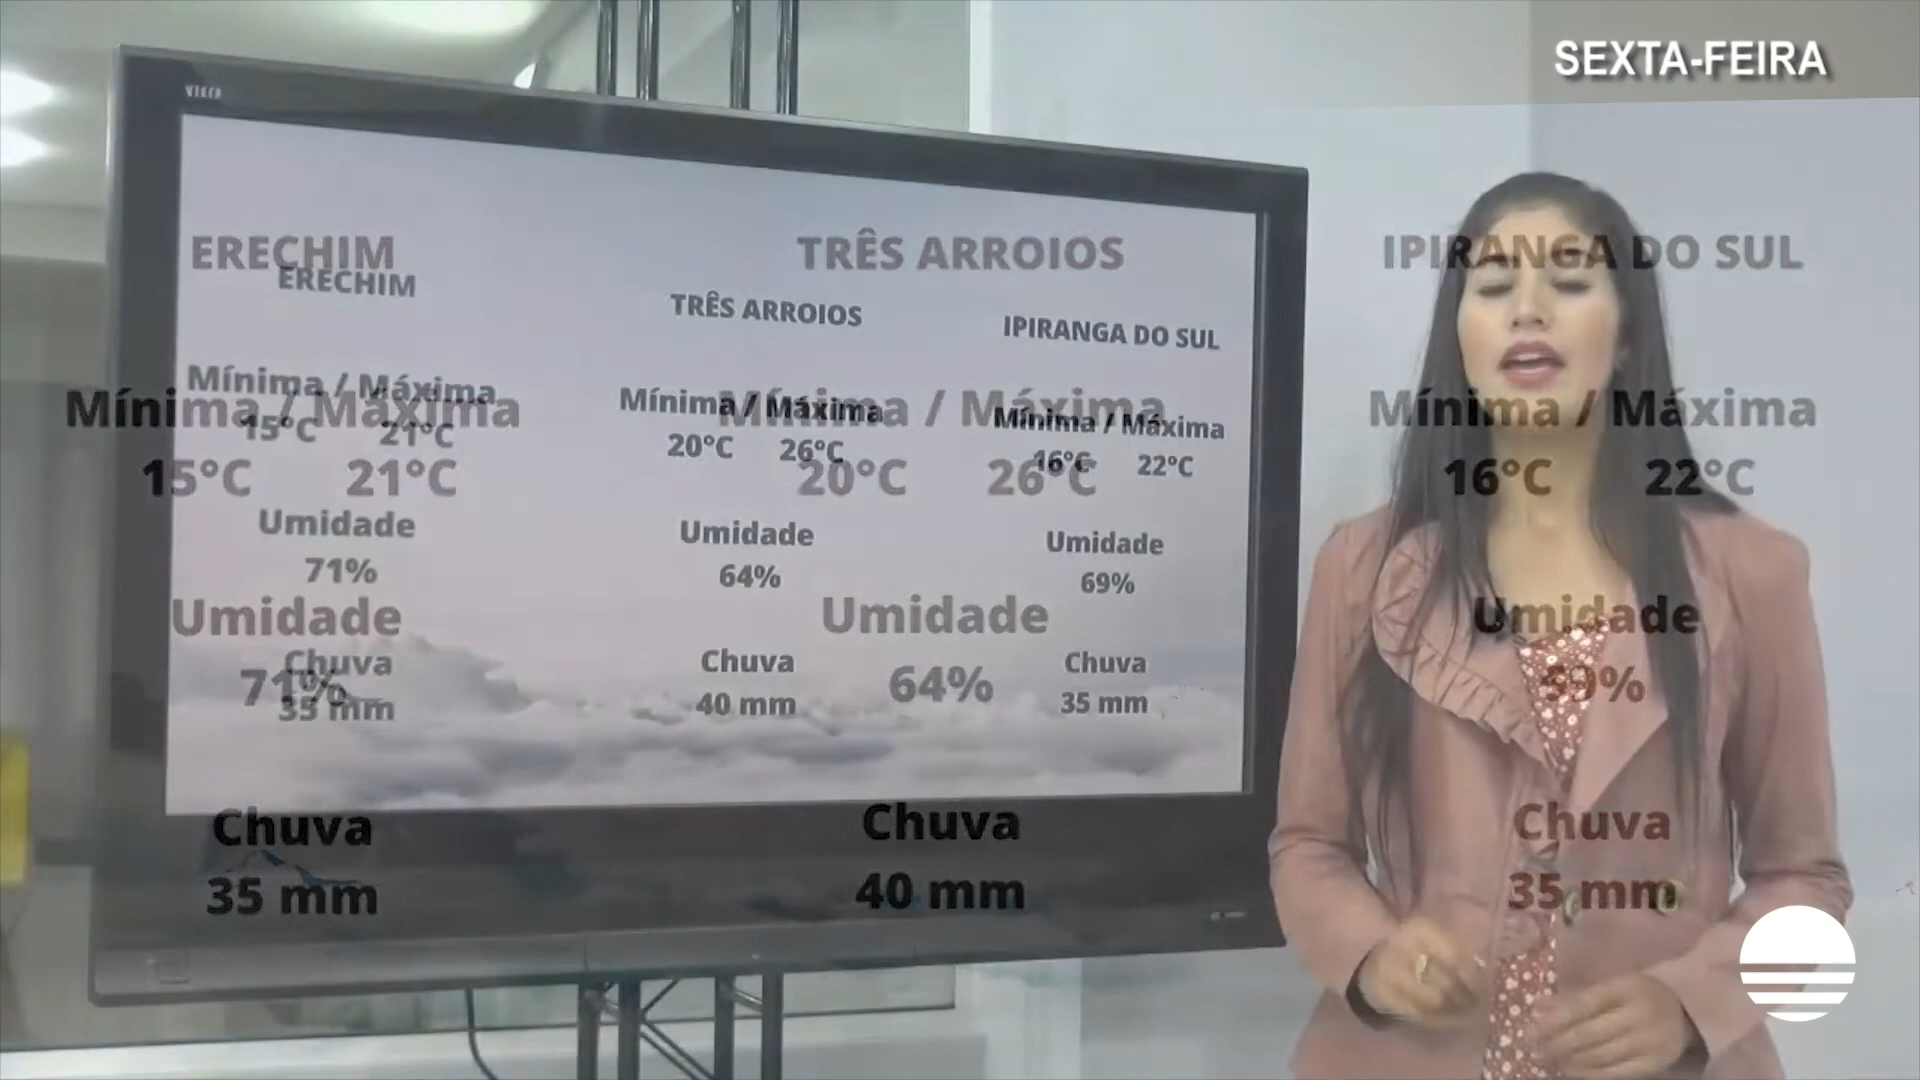 SEXTA-FEIRA
ERECHIM
TRÊS ARROIOS
IPIRANGA DO SUL
Mínima / Máxima
Mínima / Máxima
Mínima / Máxima
15°C 21°C
20°C 26°C
16°C 22°C
Umidade
Umidade
Umidade
71%
64%
69%
Chuva
Chuva
Chuva
35 mm
40 mm
35 mm
ERECHIM
TRÊS ARROIOS
IPIRANGA DO SUL
Mínima / Máxima
Mínima / Máxima
Mínima / Máxima
15°C 21°C
20°C 26°C
16°C 22°C
Umidade
Umidade
Umidade
71%
64%
69%
Chuva
Chuva
Chuva
35 mm
40 mm
35 mm